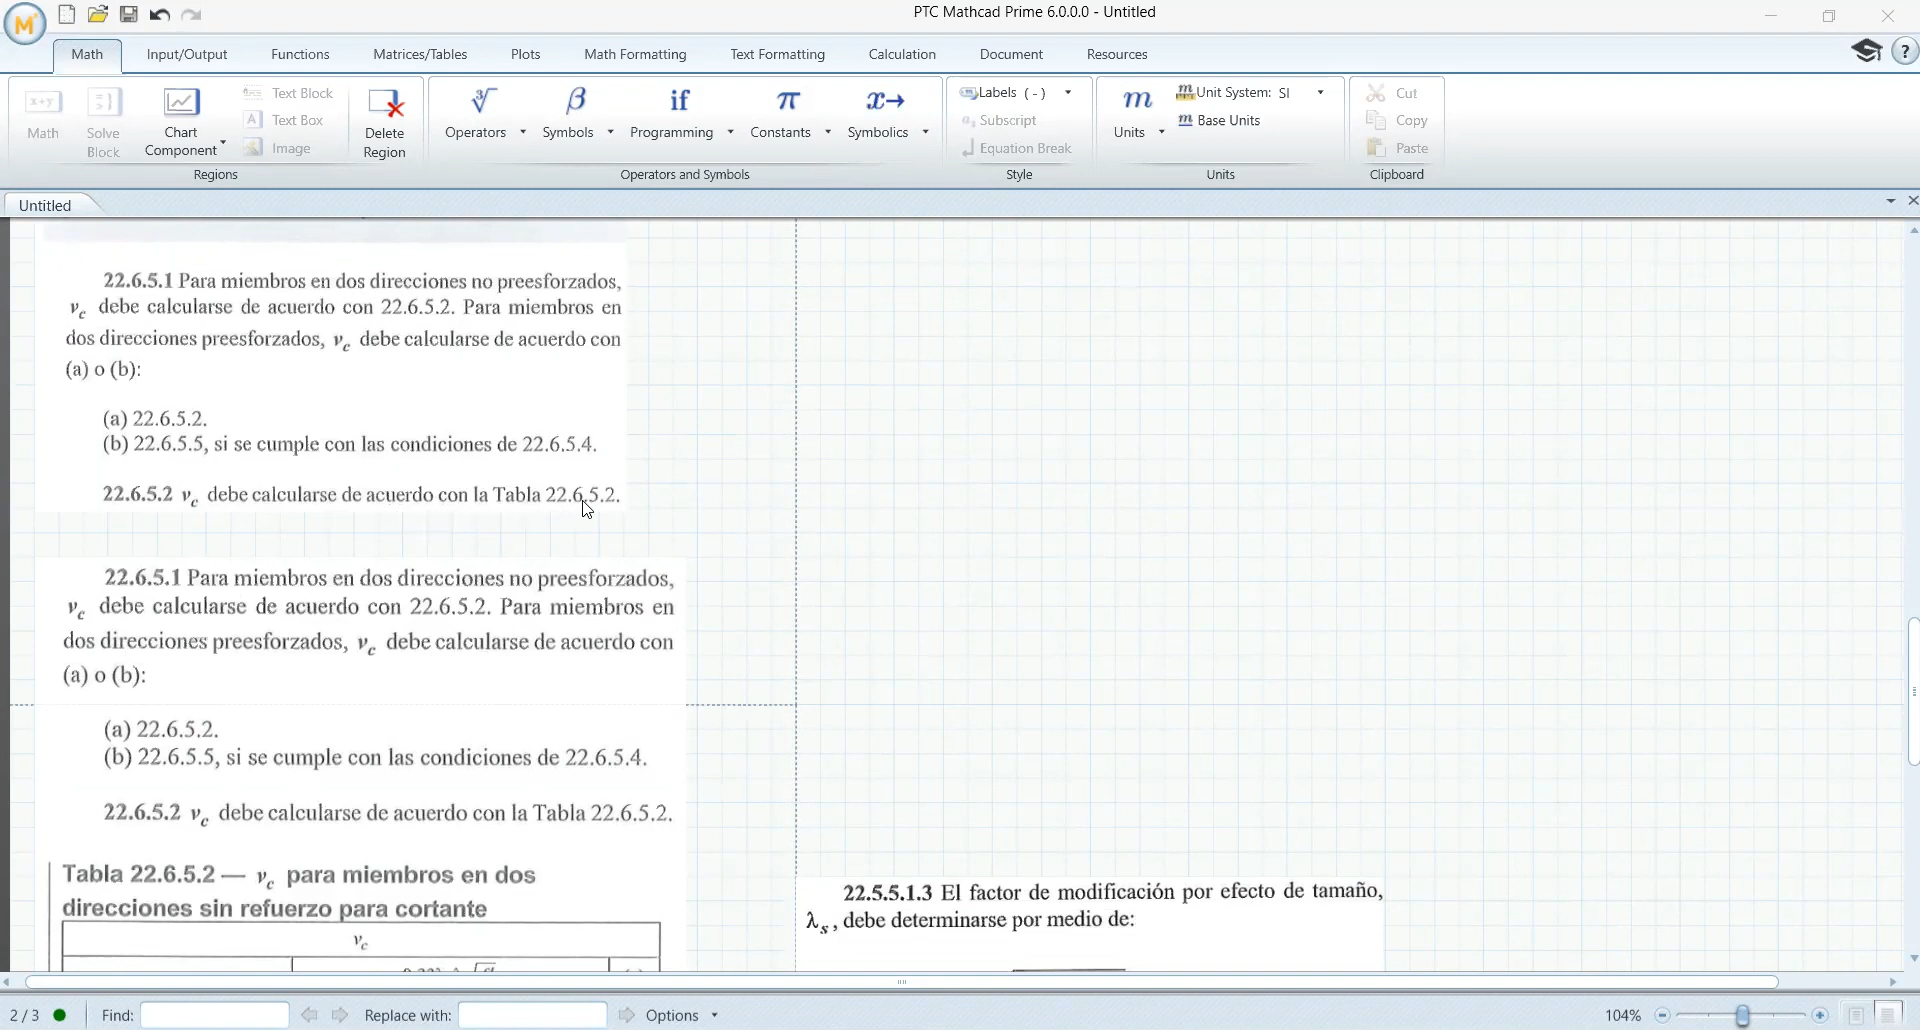 PTC Mathcad Prime 6.0.0.0 - Untitled
Math Input/Output Functions Matrices/Tables Plots Math Formatting Text Formatting Calculation Document Resources
?
Math
Solve
Block
Chart
Component
Text Block
Text Box
Image
Delete
Region
Operators
Symbols
Programming
Constants
Symbolics
Labels ( - )
Subscript
Equation Break
Units
Unit System: SI
Base Units
Cut
Copy
Paste
Regions
Operators and Symbols
Style
Units
Clipboard
Untitled
22.6.5.1 Para miembros en dos direcciones no preesforzados,
vc debe calcularse de acuerdo con 22.6.5.2. Para miembros en
dos direcciones preesforzados, vc debe calcularse de acuerdo con
(a) o (b):
(a) 22.6.5.2.
(b) 22.6.5.5, si se cumple con las condiciones de 22.6.5.4.
22.6.5.2 vc debe calcularse de acuerdo con la Tabla 22.6.5.2.
22.6.5.1 Para miembros en dos direcciones no preesforzados,
vc debe calcularse de acuerdo con 22.6.5.2. Para miembros en
dos direcciones preesforzados, vc debe calcularse de acuerdo con
(a) o (b):
(a) 22.6.5.2.
(b) 22.6.5.5, si se cumple con las condiciones de 22.6.5.4.
22.6.5.2 vc debe calcularse de acuerdo con la Tabla 22.6.5.2.
Tabla 22.6.5.2 — vc para miembros en dos
direcciones sin refuerzo para cortante
vc
22.5.5.1.3 El factor de modificación por efecto de tamaño,
λs, debe determinarse por medio de:
2 / 3 Find: Replace with: Options 104%